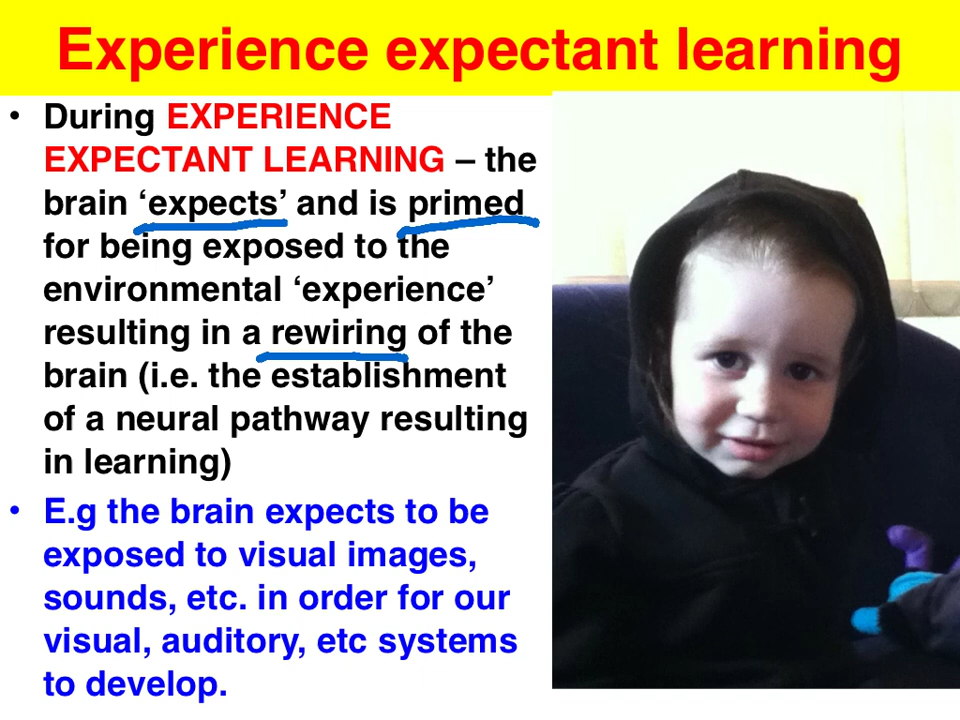 Experience expectant learning
• During EXPERIENCE
EXPECTANT LEARNING – the
brain ‘expects’ and is primed
for being exposed to the
environmental ‘experience’
resulting in a rewiring of the
brain (i.e. the establishment
of a neural pathway resulting
in learning)
• E.g the brain expects to be
exposed to visual images,
sounds, etc. in order for our
visual, auditory, etc systems
to develop.